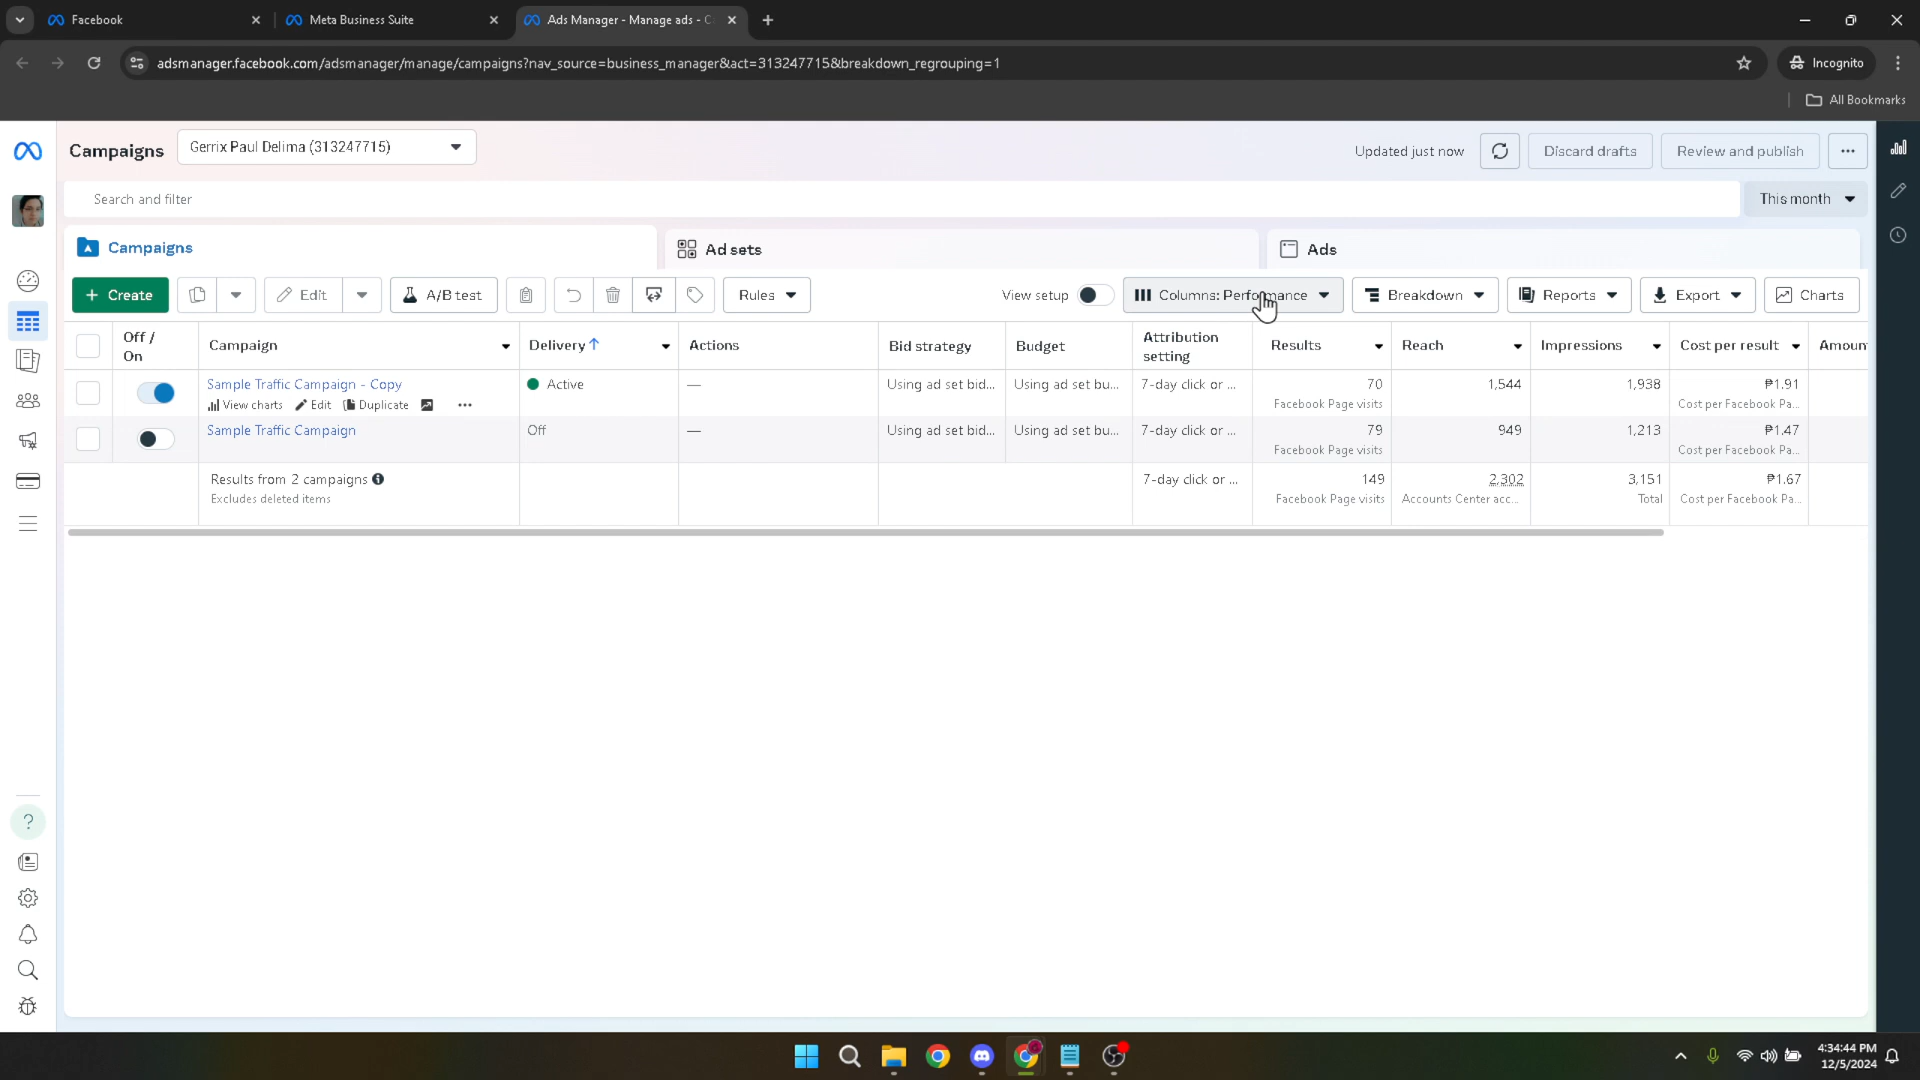 Facebook
Meta Business Suite
Ads Manager - Manage ads - C
adsmanager.facebook.com/adsmanager/manage/campaigns?nav_source=business_manager&act=313247715&breakdown_regrouping=1
Incognito
All Bookmarks
Campaigns
Gerrix Paul Delima (313247715)
Updated just now
Discard drafts
Review and publish
Search and filter
This month
Campaigns
Ad sets
Ads
+ Create
Edit
A/B test
Rules
View setup
Columns: Performance
Breakdown
Reports
Export
Charts
Off / On
Campaign
Delivery ↑
Actions
Bid strategy
Budget
Attribution setting
Results
Reach
Impressions
Cost per result
Amoun
Sample Traffic Campaign - Copy
Active
—
Using ad set bid...
Using ad set bu...
7-day click or ...
70
1,544
1,938
₱1.91
View charts
Edit
Duplicate
Facebook Page visits
Cost per Facebook Pa...
Sample Traffic Campaign
Off
—
Using ad set bid...
Using ad set bu...
7-day click or ...
79
949
1,213
₱1.47
Facebook Page visits
Cost per Facebook Pa...
Results from 2 campaigns
7-day click or ...
149
2,302
3,151
₱1.67
Excludes deleted items
Facebook Page visits
Accounts Center acc...
Total
Cost per Facebook Pa...
4:34:44 PM
12/5/2024